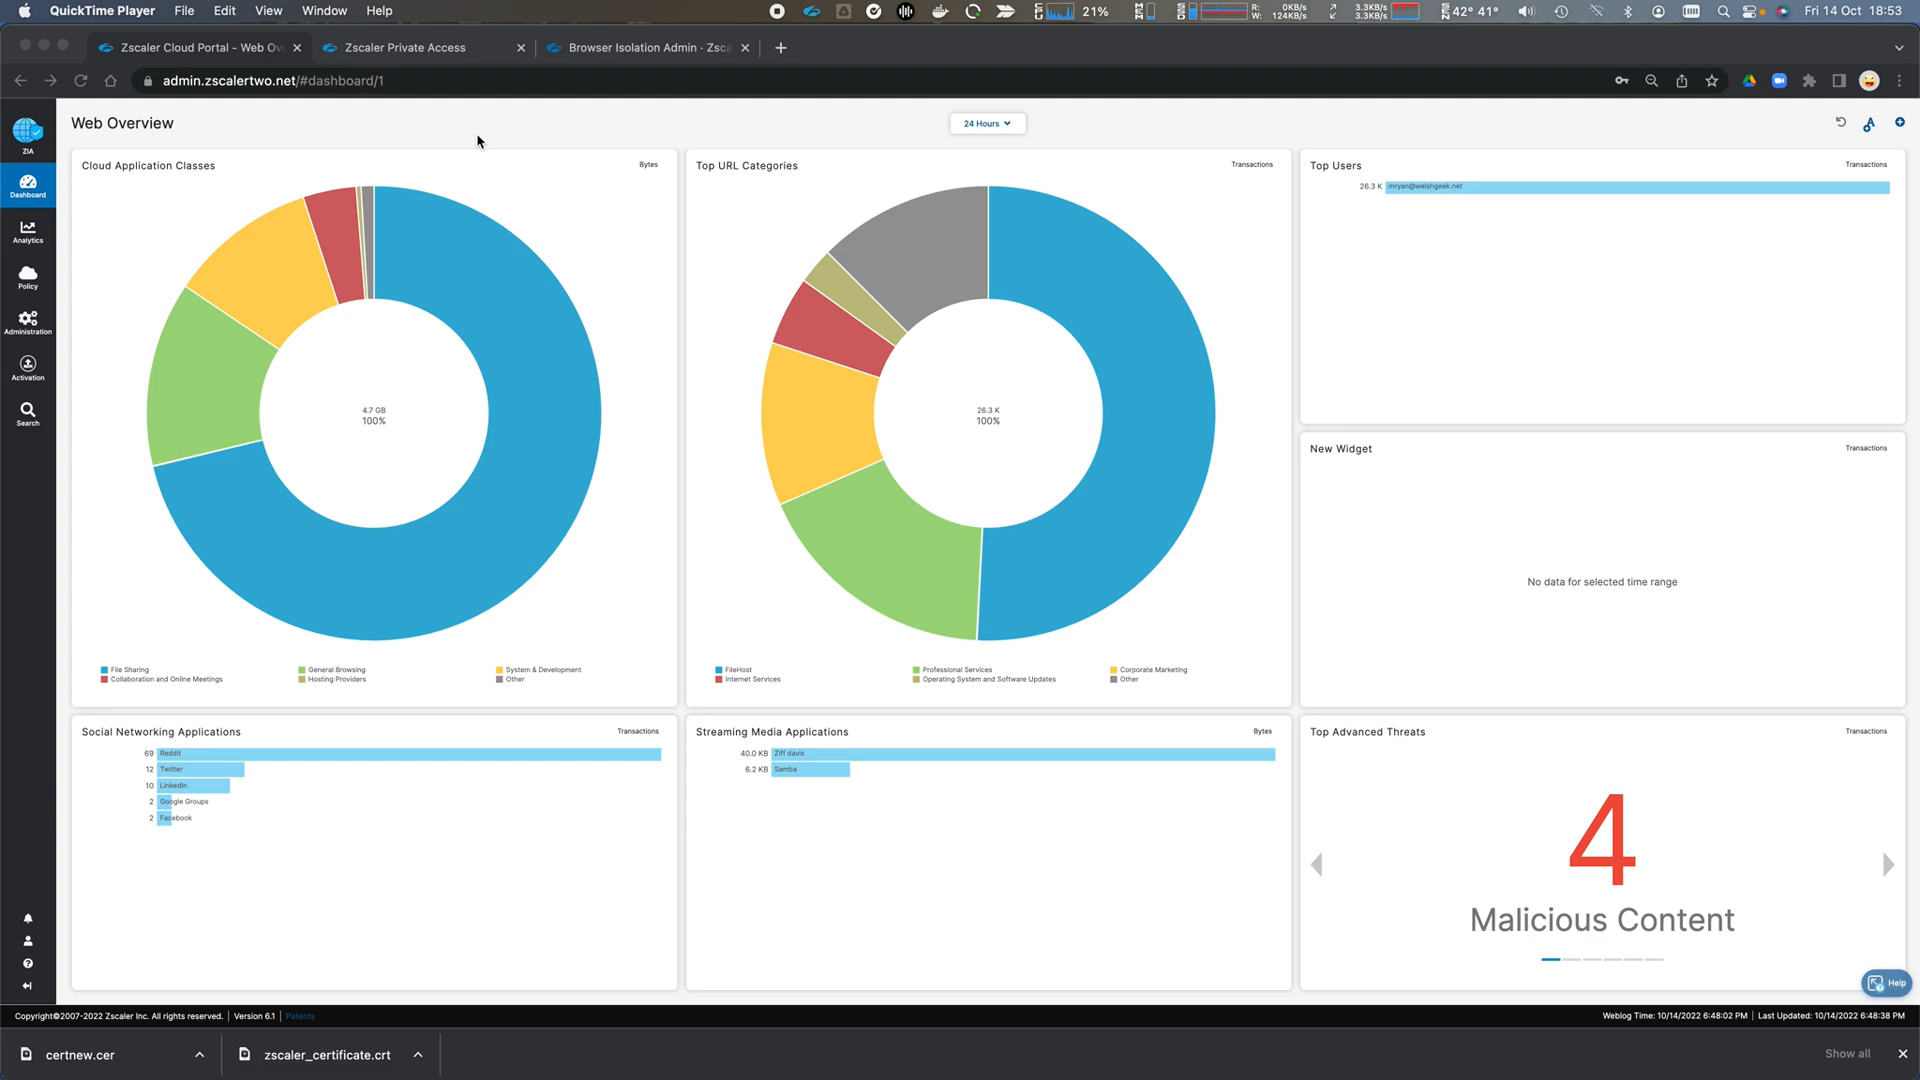 QuickTime Player File Edit View Window Help
21% R: 0KB/s W: 124KB/s 3.3KB/s 3.3KB/s 42° 41° Fri 14 Oct 18:53
Zscaler Cloud Portal - Web Ov Zscaler Private Access Browser Isolation Admin · Zsca
admin.zscalertwo.net/#dashboard/1
ZIA
Dashboard
Analytics
Policy
Administration
Activation
Search
Web Overview
24 Hours
Cloud Application Classes Bytes
4.7 GB
100%
File Sharing General Browsing System & Development
Collaboration and Online Meetings Hosting Providers Other
Top URL Categories Transactions
26.3 K
100%
FileHost Professional Services Corporate Marketing
Internet Services Operating System and Software Updates Other
Top Users Transactions
26.3 K mryan@welshgeek.net
New Widget Transactions
No data for selected time range
Social Networking Applications Transactions
69 Reddit
12 Twitter
10 LinkedIn
2 Google Groups
2 Facebook
Streaming Media Applications Bytes
40.0 KB Ziff davis
6.2 KB Samba
Top Advanced Threats Transactions
4
Malicious Content
Help
Copyright©2007-2022 Zscaler Inc. All rights reserved. | Version 6.1 | Patents
Weblog Time: 10/14/2022 6:48:02 PM | Last Updated: 10/14/2022 6:48:38 PM
certnew.cer zscaler_certificate.crt Show all